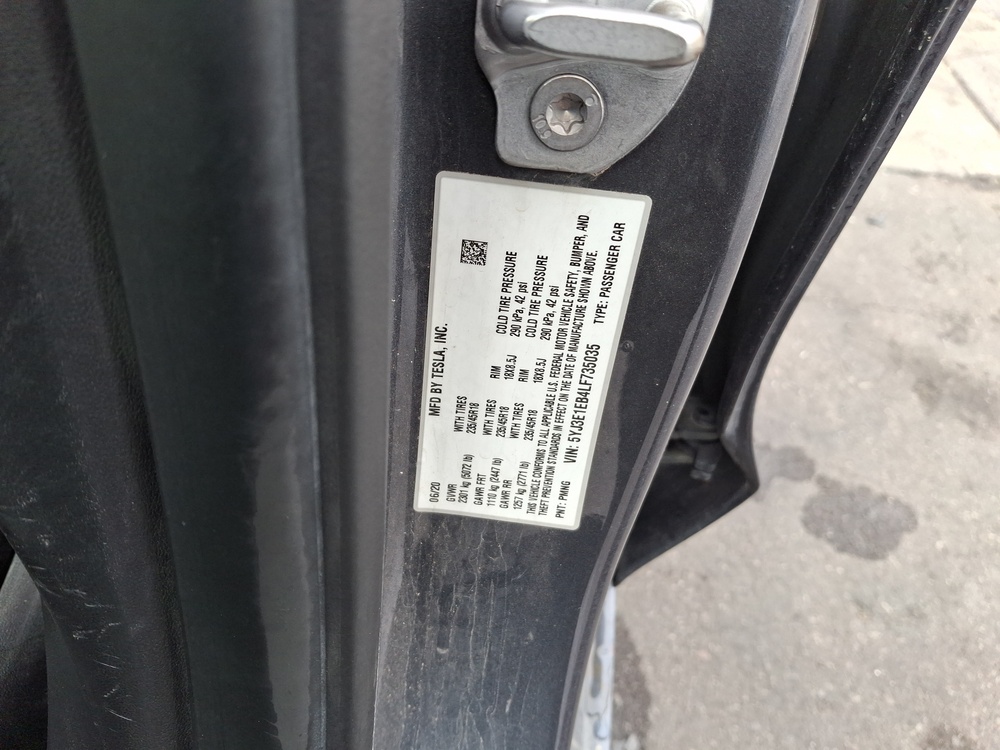 10.9
MFD BY TESLA, INC.
06/20
GVWR
2301 kg (5072 lb)
WITH TIRES
235/45R18
RIM
18X8.5J
COLD TIRE PRESSURE
290 kPa, 42 psi
GAWR FRT
1110 kg (2447 lb)
WITH TIRES
235/45R18
RIM
18X8.5J
COLD TIRE PRESSURE
290 kPa, 42 psi
GAWR RR
1257 kg (2771 lb)
WITH TIRES
235/45R18
THIS VEHICLE CONFORMS TO ALL APPLICABLE U.S. FEDERAL MOTOR VEHICLE SAFETY, BUMPER, AND
THEFT PREVENTION STANDARDS IN EFFECT ON THE DATE OF MANUFACTURE SHOWN ABOVE.
PNT: PMNG VIN: 5YJ3E1EB4LF735035 TYPE: PASSENGER CAR